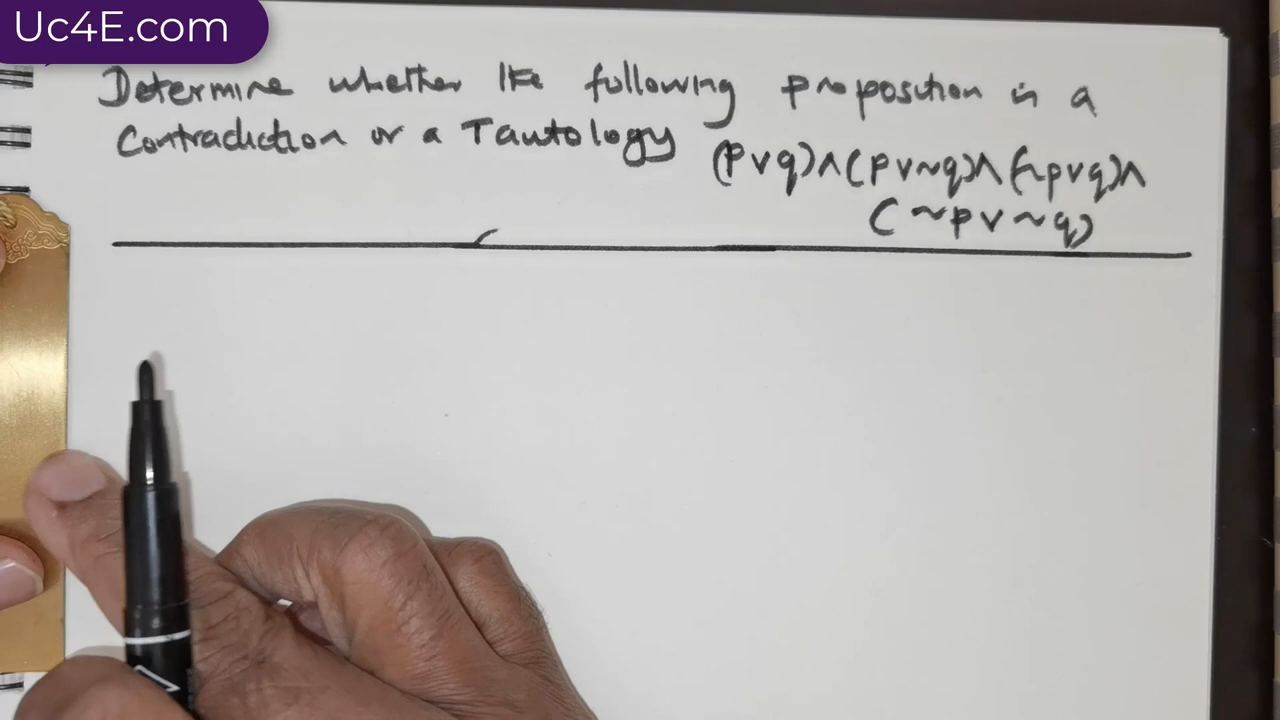 Uc4E.com
Determine whether the following proposition is a
Contradiction or a Tautology (p∨q)∧(p∨~q)∧(~p∨q)∧
(~p∨~q)